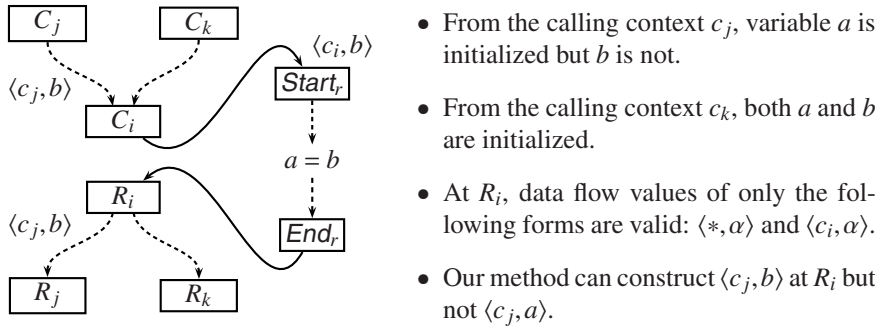 C_j C_k
⟨c_i,b⟩
Start_r
⟨c_j,b⟩
C_i
a = b
R_i
⟨c_j,b⟩
End_r
R_j R_k
• From the calling context c_j, variable a is
initialized but b is not.
• From the calling context c_k, both a and b
are initialized.
• At R_i, data flow values of only the fol-
lowing forms are valid: ⟨∗,α⟩ and ⟨c_i,α⟩.
• Our method can construct ⟨c_j,b⟩ at R_i but
not ⟨c_j,a⟩.